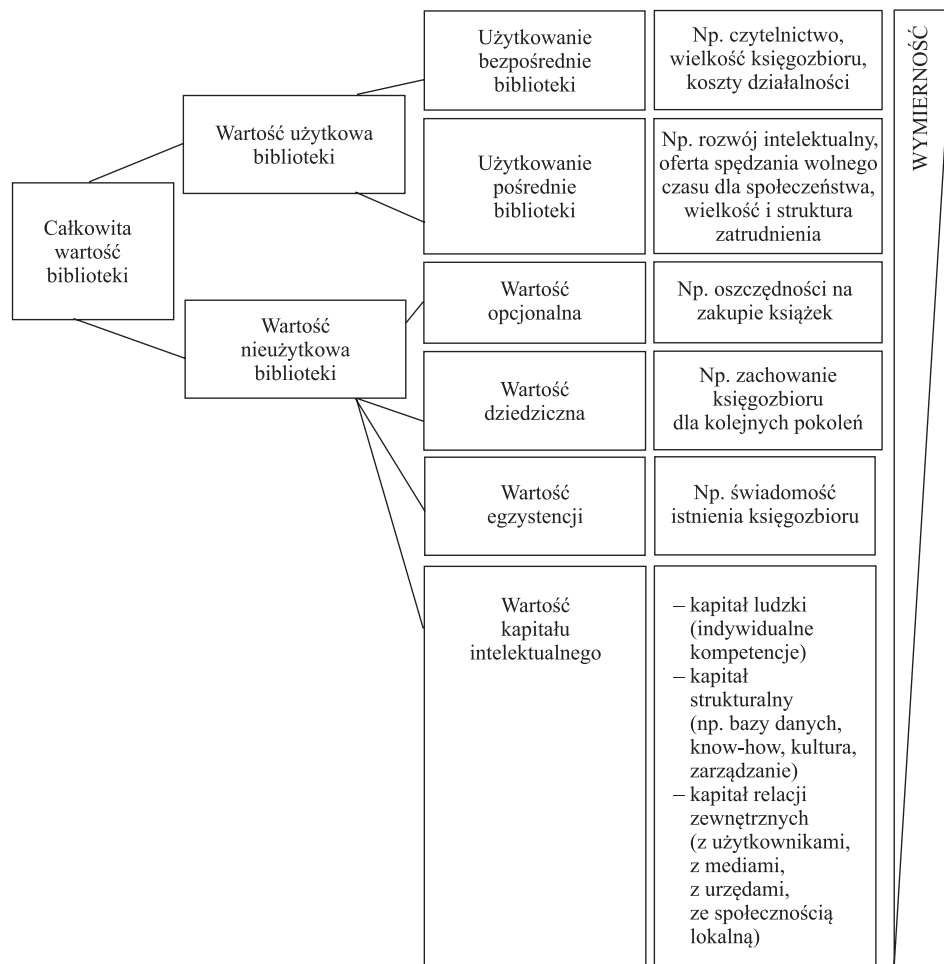 Całkowita
wartość
biblioteki
Wartość użytkowa
biblioteki
Wartość
nieużytkowa
biblioteki
Użytkowanie
bezpośrednie
biblioteki
Np. czytelnictwo,
wielkość księgozbioru,
koszty działalności
Użytkowanie
pośrednie
biblioteki
Np. rozwój intelektualny,
oferta spędzania wolnego
czasu dla społeczeństwa,
wielkość i struktura
zatrudnienia
Wartość
opcjonalna
Np. oszczędności na
zakupie książek
Wartość
dziedziczna
Np. zachowanie
księgozbioru
dla kolejnych pokoleń
Wartość
egzystencji
Np. świadomość
istnienia księgozbioru
Wartość
kapitału
intelektualnego
– kapitał ludzki
(indywidualne
kompetencje)
– kapitał
strukturalny
(np. bazy danych,
know-how, kultura,
zarządzanie)
– kapitał relacji
zewnętrznych
(z użytkownikami,
z mediami,
z urzędami,
ze społecznością
lokalną)
WYMIERNOŚĆ